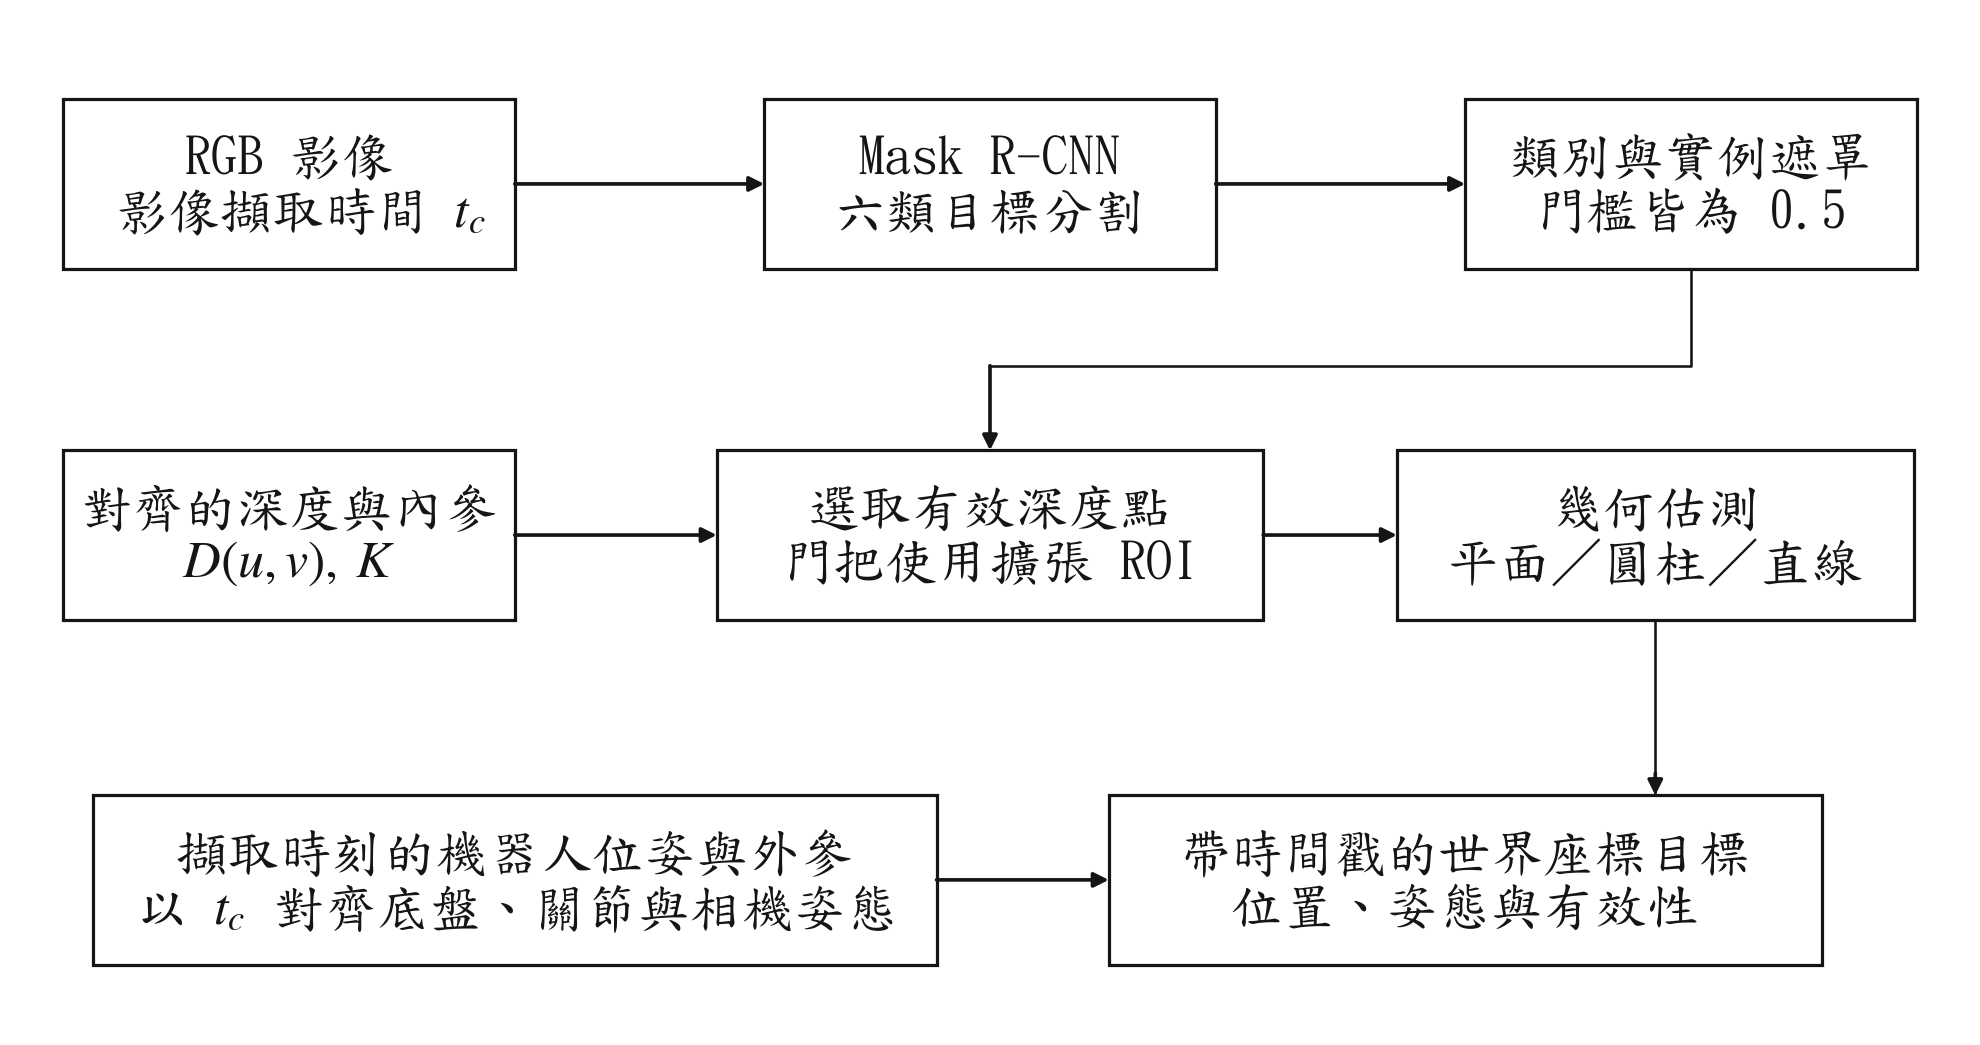 RGB 影像
影像擷取時間 t_c
Mask R-CNN
六類目標分割
類別與實例遮罩
門檻皆為 0.5
對齊的深度與內參
D(u, v), K
選取有效深度點
門把使用擴張 ROI
幾何估測
平面／圓柱／直線
擷取時刻的機器人位姿與外參
以 t_c 對齊底盤、關節與相機姿態
帶時間戳的世界座標目標
位置、姿態與有效性